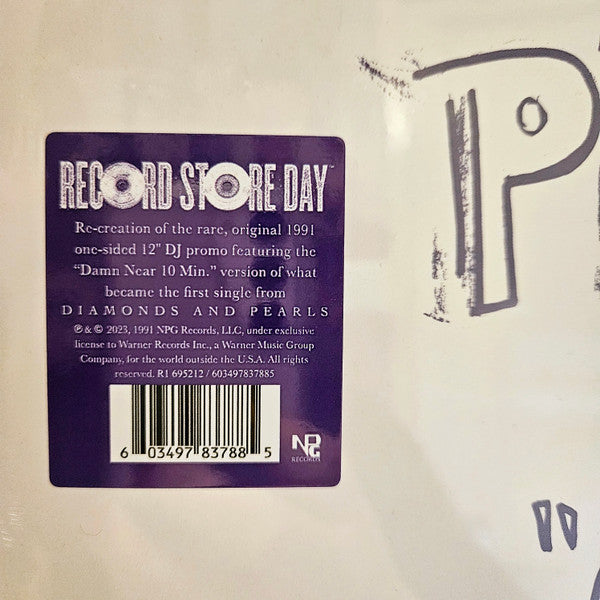 RECORD STORE DAY™
Re-creation of the rare, original 1991
one-sided 12" DJ promo featuring the
"Damn Near 10 Min." version of what
became the first single from
DIAMONDS AND PEARLS
℗ & © 2023, 1991 NPG Records, LLC, under exclusive
license to Warner Records Inc., a Warner Music Group
Company, for the world outside the U.S.A. All rights
reserved. R1 695212 / 603497837885
6 03497 83788 5
NPG
RECORDS
P
"